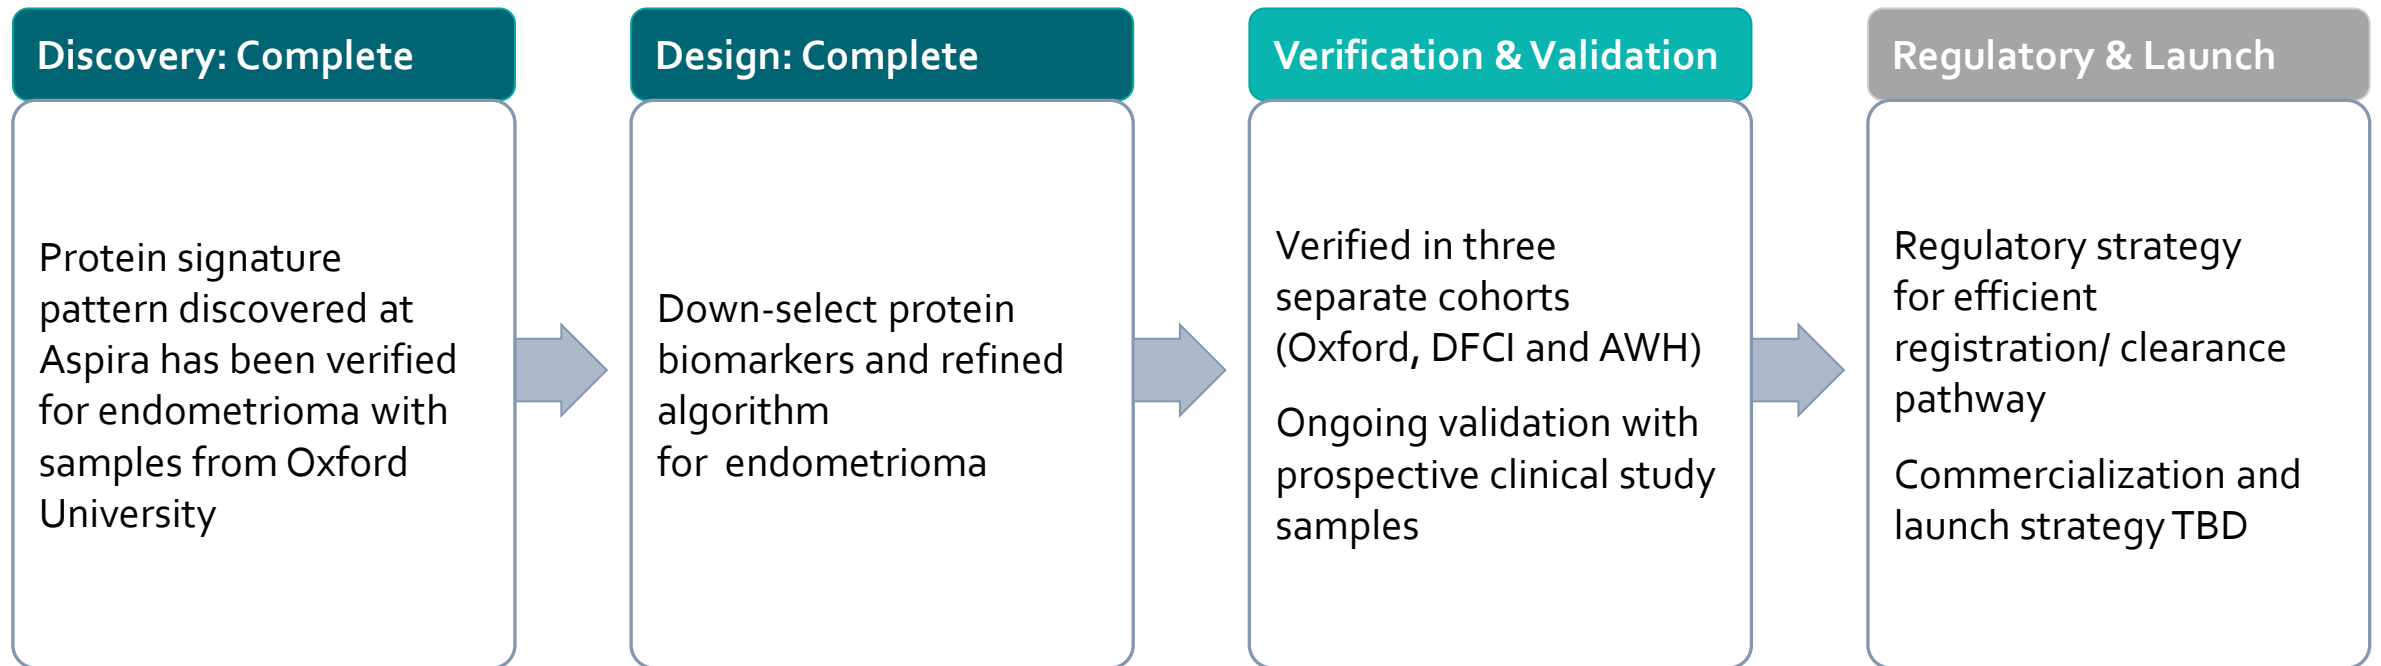 Discovery: Complete
Protein signature
pattern discovered at
Aspira has been verified
for endometrioma with
samples from Oxford
University
Design: Complete
Down-select protein
biomarkers and refined
algorithm
for  endometrioma
Verification & Validation
Verified in three
separate cohorts
(Oxford, DFCI and AWH)
Ongoing validation with
prospective clinical study
samples
Regulatory & Launch
Regulatory strategy
for efficient
registration/ clearance
pathway
Commercialization and
launch strategy TBD